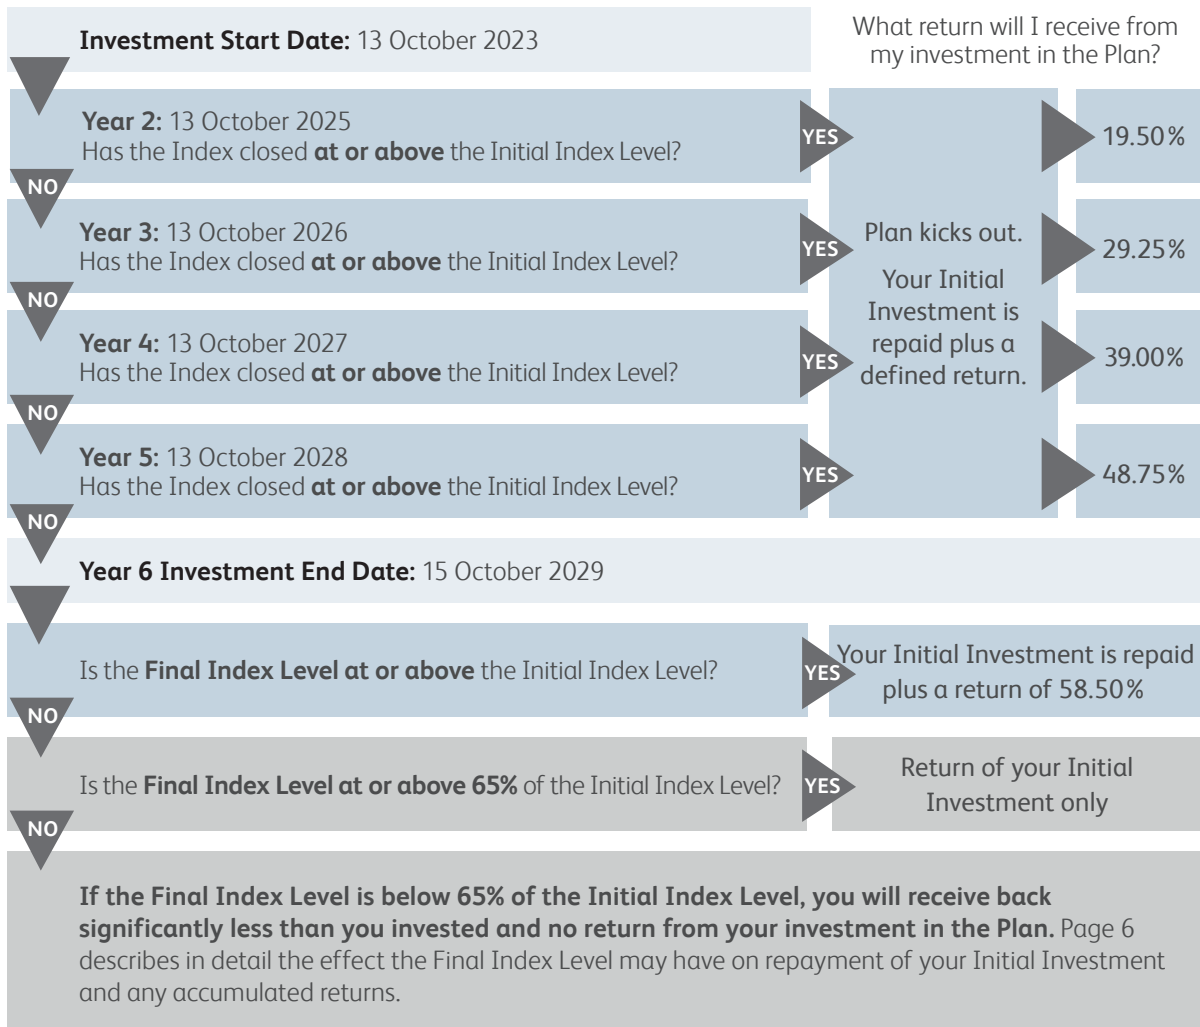 Investment Start Date: 13 October 2023
What return will I receive from
my investment in the Plan?
Year 2: 13 October 2025
Has the Index closed at or above the Initial Index Level?
YES
19.50%
NO
Year 3: 13 October 2026
Has the Index closed at or above the Initial Index Level?
YES
Plan kicks out.
Your Initial
Investment is
repaid plus a
defined return.
29.25%
NO
Year 4: 13 October 2027
Has the Index closed at or above the Initial Index Level?
YES
39.00%
NO
Year 5: 13 October 2028
Has the Index closed at or above the Initial Index Level?
YES
48.75%
NO
Year 6 Investment End Date: 15 October 2029
Is the Final Index Level at or above the Initial Index Level?
YES
Your Initial Investment is repaid
plus a return of 58.50%
NO
Is the Final Index Level at or above 65% of the Initial Index Level?
YES
Return of your Initial
Investment only
NO
If the Final Index Level is below 65% of the Initial Index Level, you will receive back
significantly less than you invested and no return from your investment in the Plan. Page 6
describes in detail the effect the Final Index Level may have on repayment of your Initial Investment
and any accumulated returns.